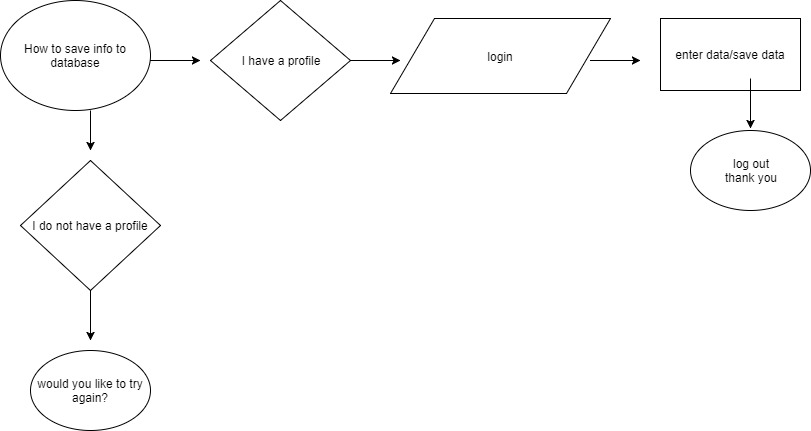 How to save info to
database
I have a profile
login
enter data/save data
log out
thank you
I do not have a profile
would you like to try
again?